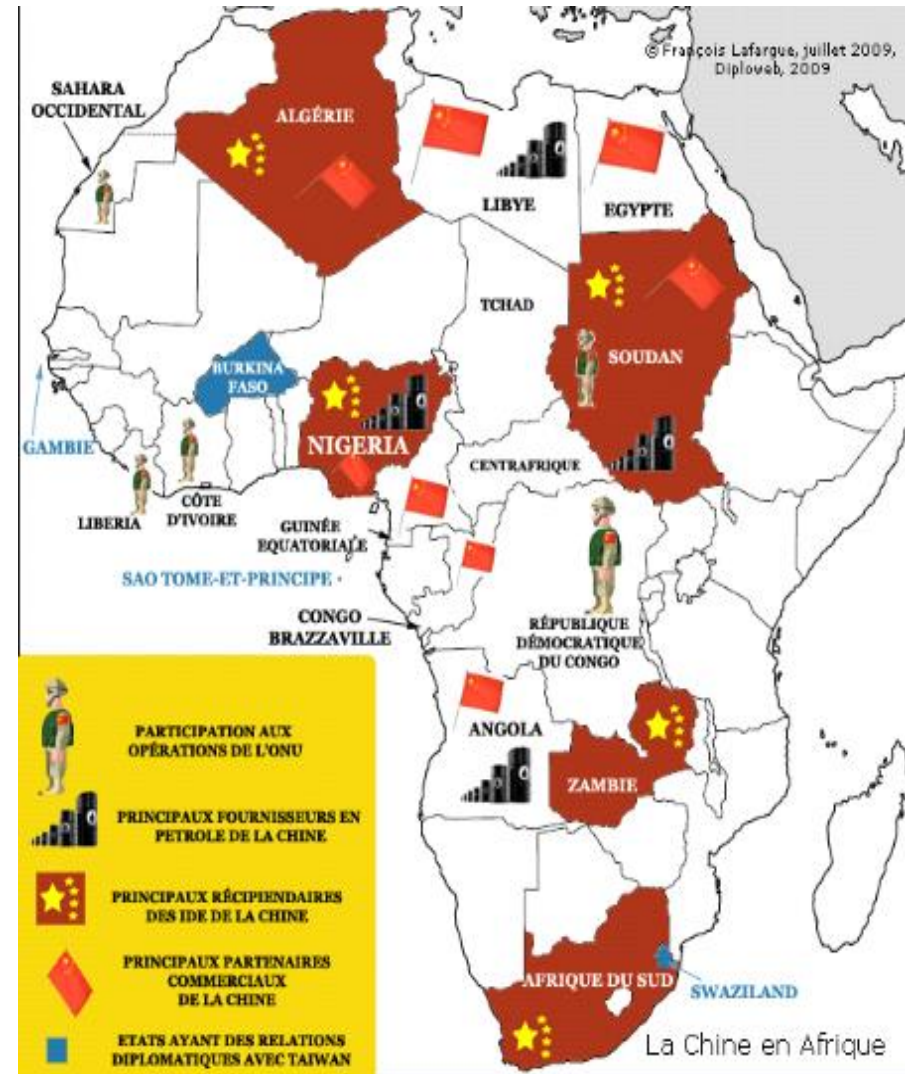 © François Lafargue, juillet 2009,
Diploweb, 2009
SAHARA
OCCIDENTAL
ALGÉRIE
LIBYE
EGYPTE
TCHAD
SOUDAN
BURKINA
FASO
NIGERIA
GAMBIE
CENTRAFRIQUE
LIBERIA
CÔTE
D'IVOIRE
GUINÉE
EQUATORIALE
SAO TOME-ET-PRINCIPE
CONGO
BRAZZAVILLE
RÉPUBLIQUE
DÉMOCRATIQUE
DU CONGO
ANGOLA
ZAMBIE
AFRIQUE DU SUD
SWAZILAND
PARTICIPATION AUX
OPÉRATIONS DE L'ONU
PRINCIPAUX FOURNISSEURS EN
PETROLE DE LA CHINE
PRINCIPAUX RÉCIPIENDAIRES
DES IDE DE LA CHINE
PRINCIPAUX PARTENAIRES
COMMERCIAUX
DE LA CHINE
ETATS AYANT DES RELATIONS
DIPLOMATIQUES AVEC TAIWAN
La Chine en Afrique